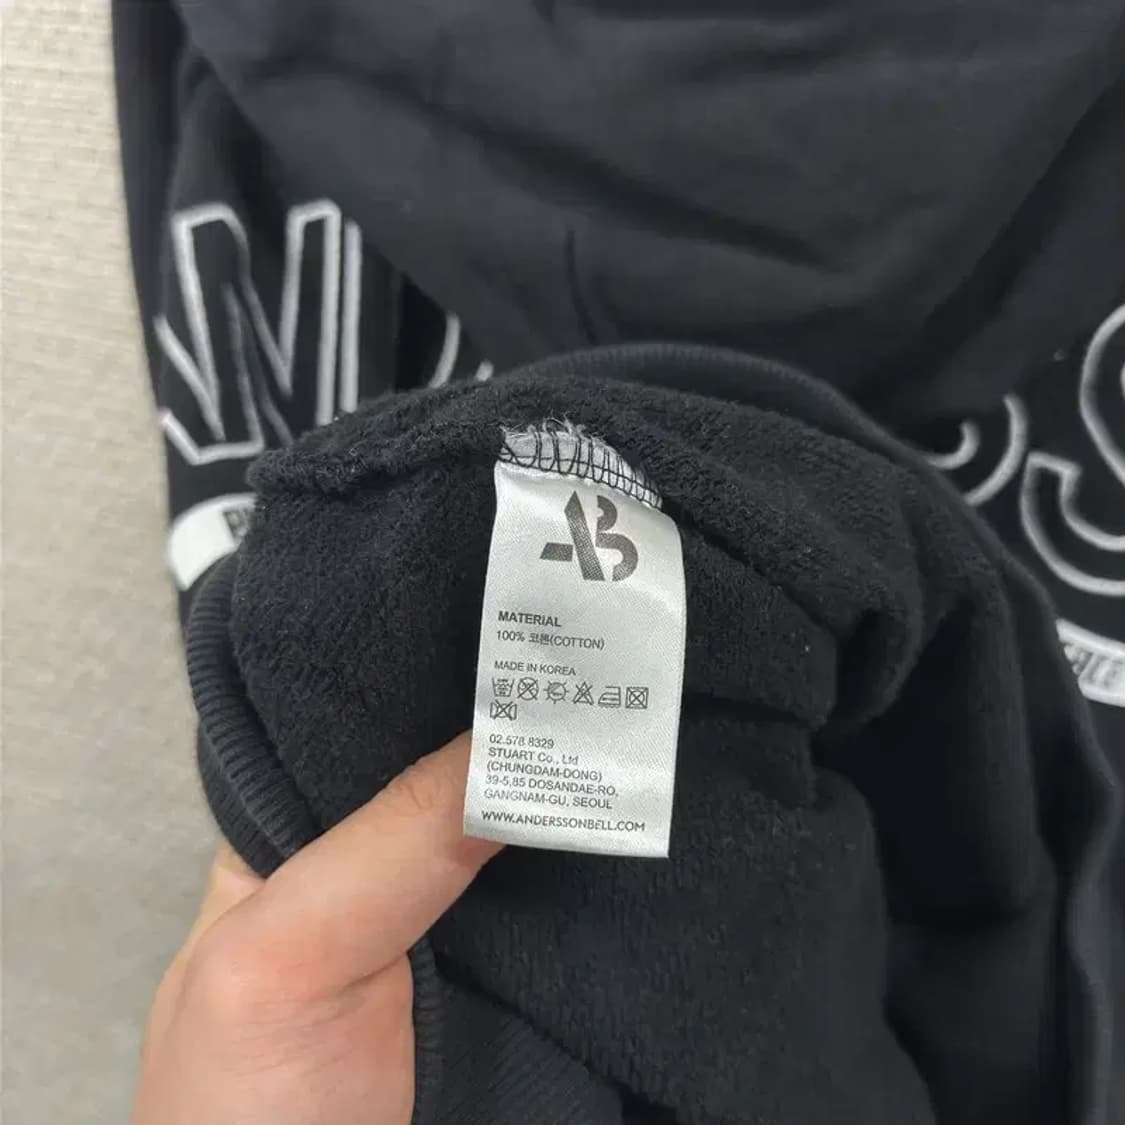 AB
MATERIAL
100% 코튼(COTTON)
MADE IN KOREA
02.578 8329
STUART Co., Ltd
(CHUNGDAM-DONG)
39-5,85 DOSANDAE-RO,
GANGNAM-GU, SEOUL
WWW.ANDERSSONBELL.COM